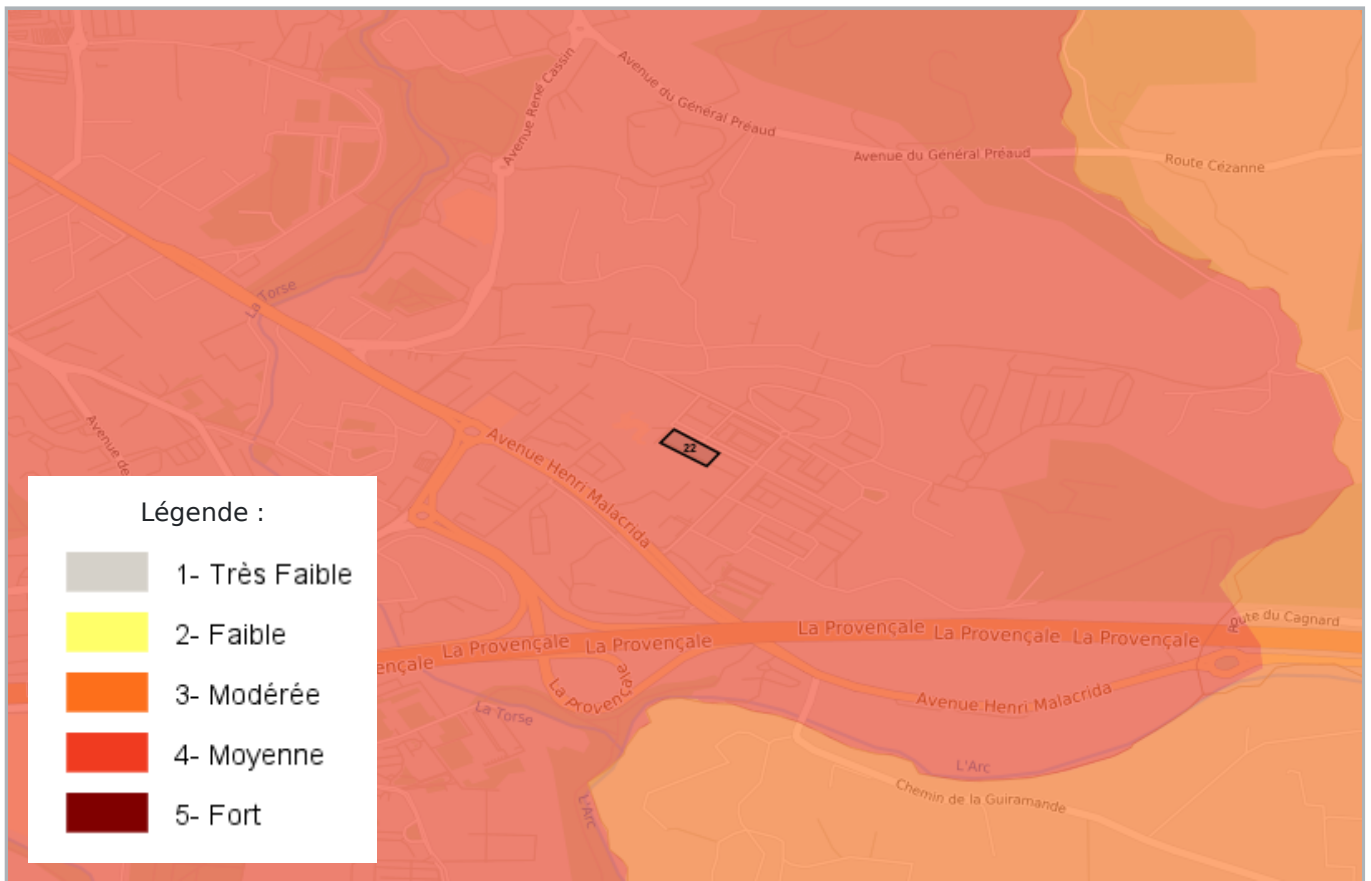 Avenue René Cassin
Avenue du Général Préaud
Avenue du Général Préaud
Route Cézanne
La Torse
Avenue de
22
Avenue Henri Malacrida
Légende :
1- Très Faible
2- Faible
3- Modérée
4- Moyenne
5- Fort
ençale
La Provençale
La Provençale
La Provençale
La Provençale
La Provençale
Route du Cagnard
La Provençale
La Torse
Avenue Henri Malacrida
L'Arc
L'Arc
Chemin de la Guiramande